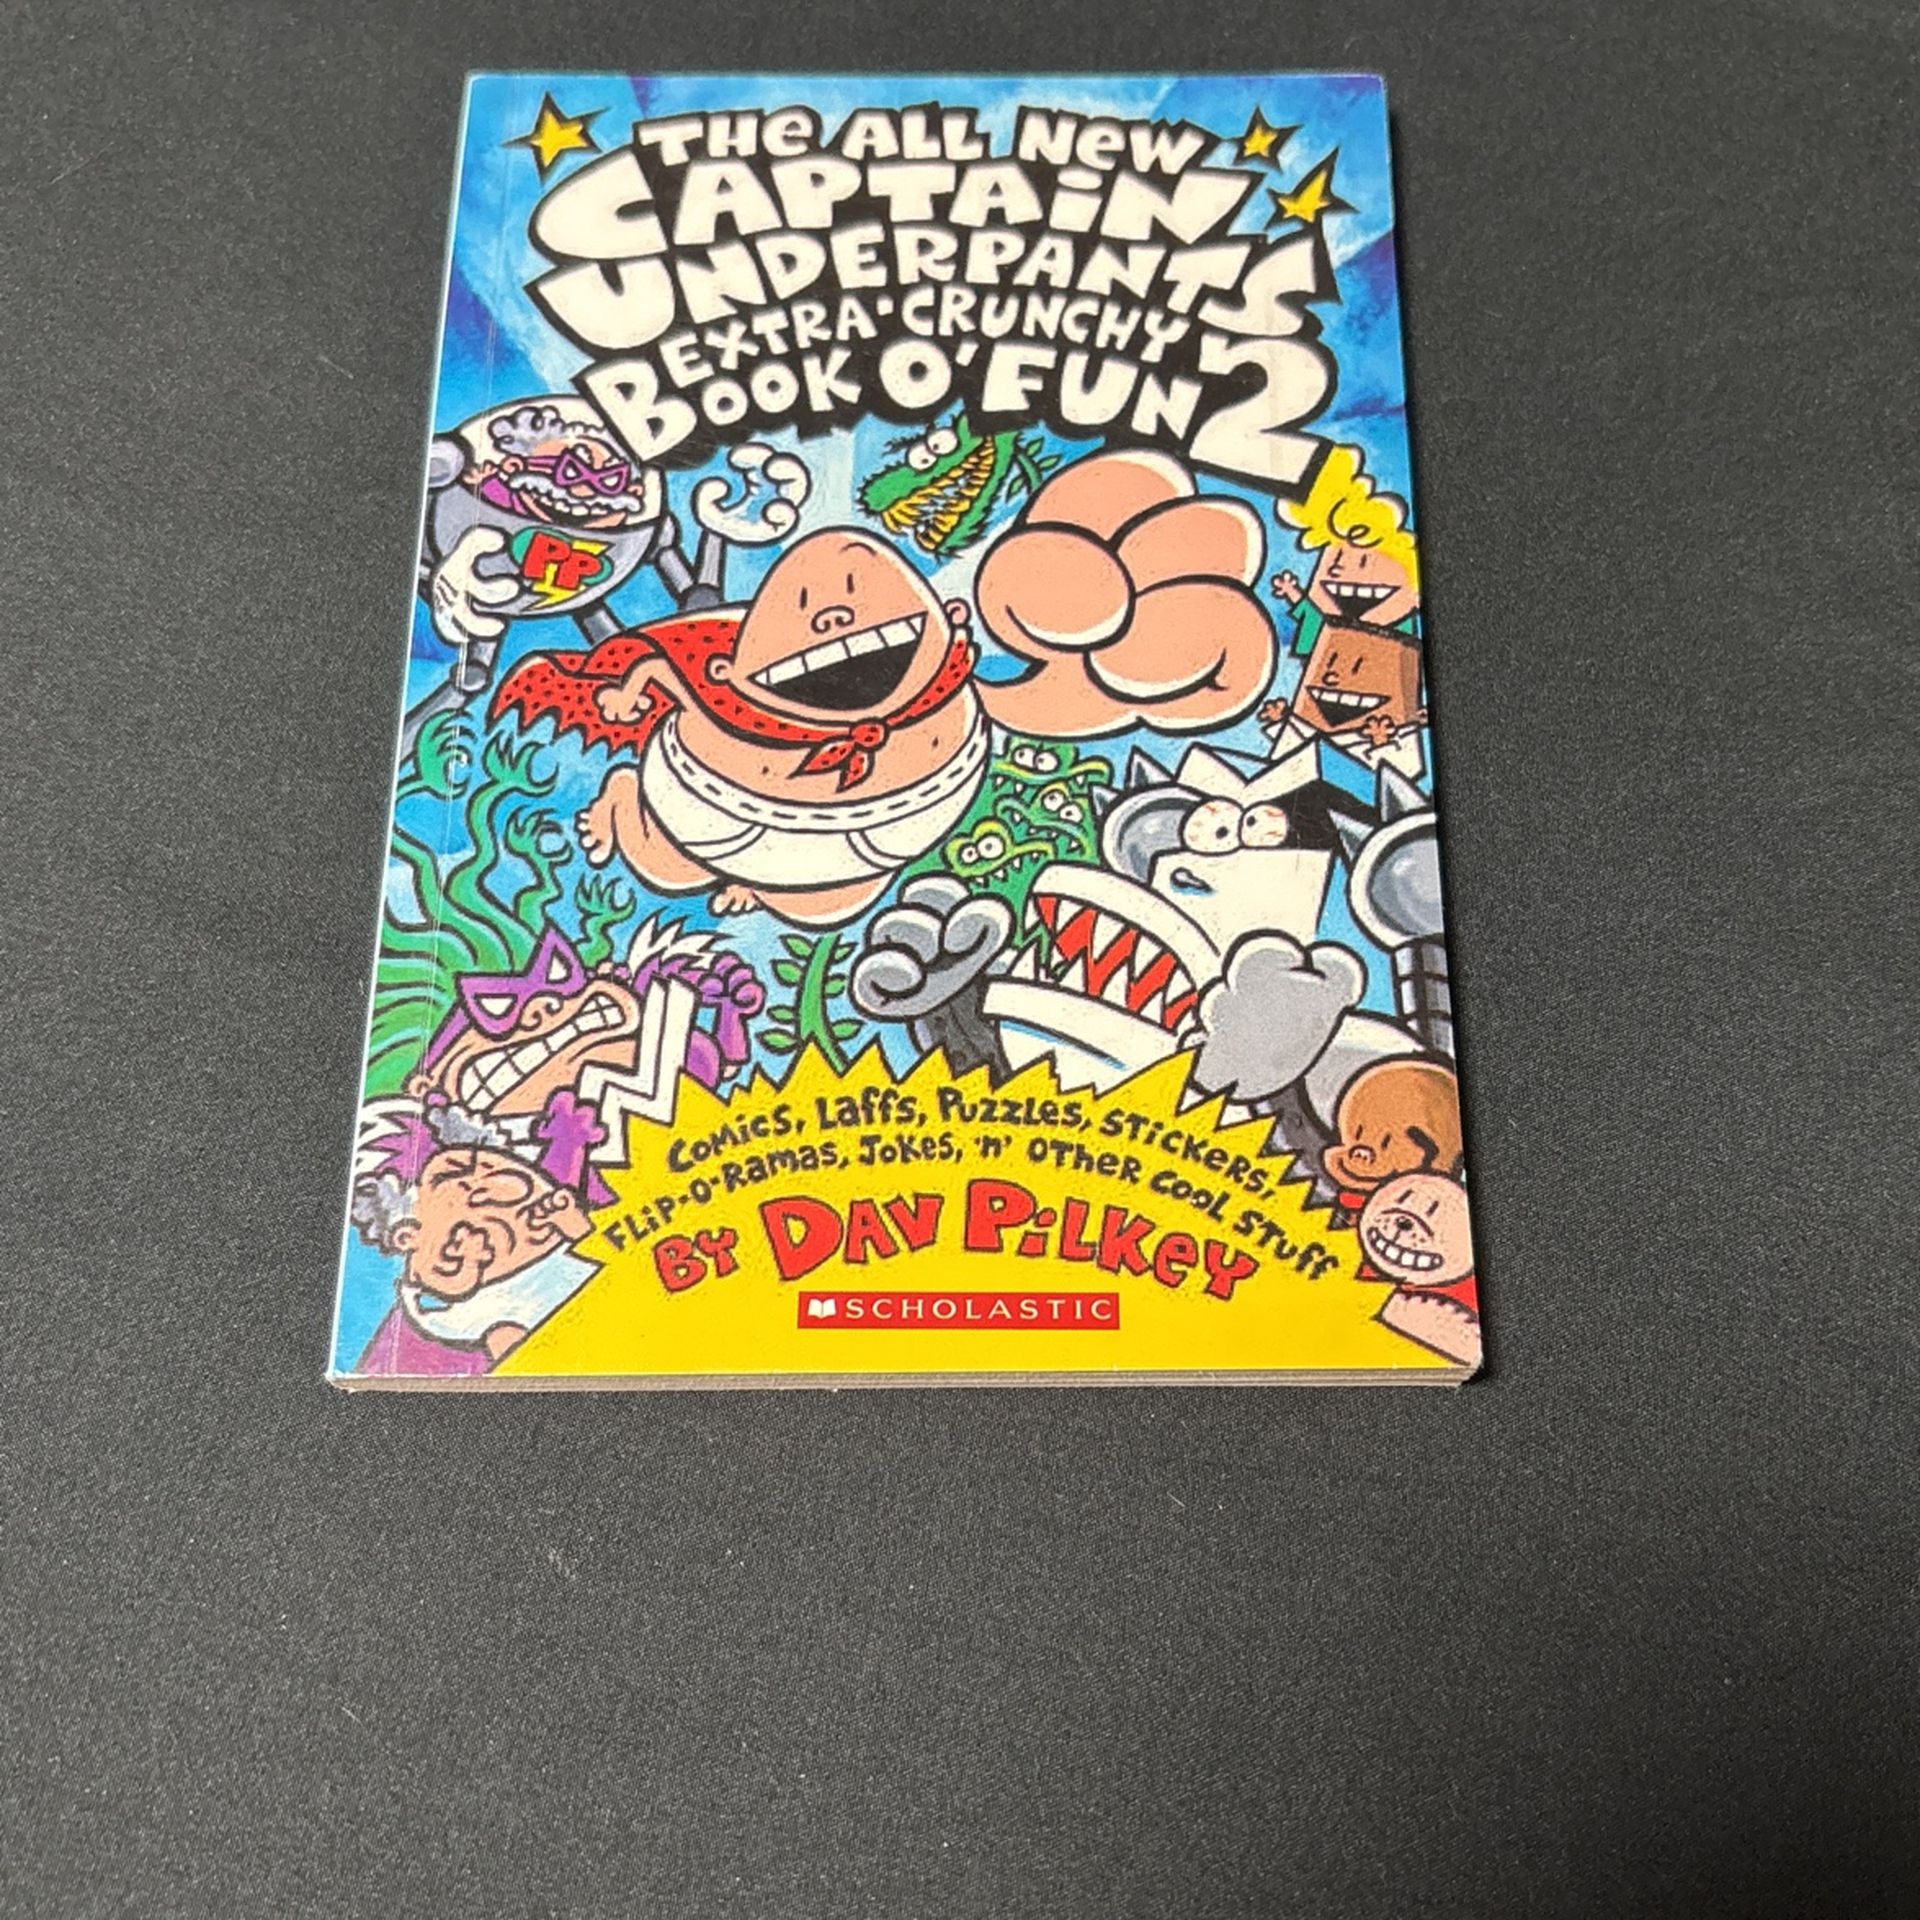 THe ALL New
CAPTAiN
UNDERPANTS
EXTRA-CRUNCHY
BOOK O' FUN 2
PP
Comics, Laffs, Puzzles, Stickers,
Flip-O-Ramas, Jokes, 'n' Other Cool Stuff
BY DAV PiLKeY
SCHOLASTIC